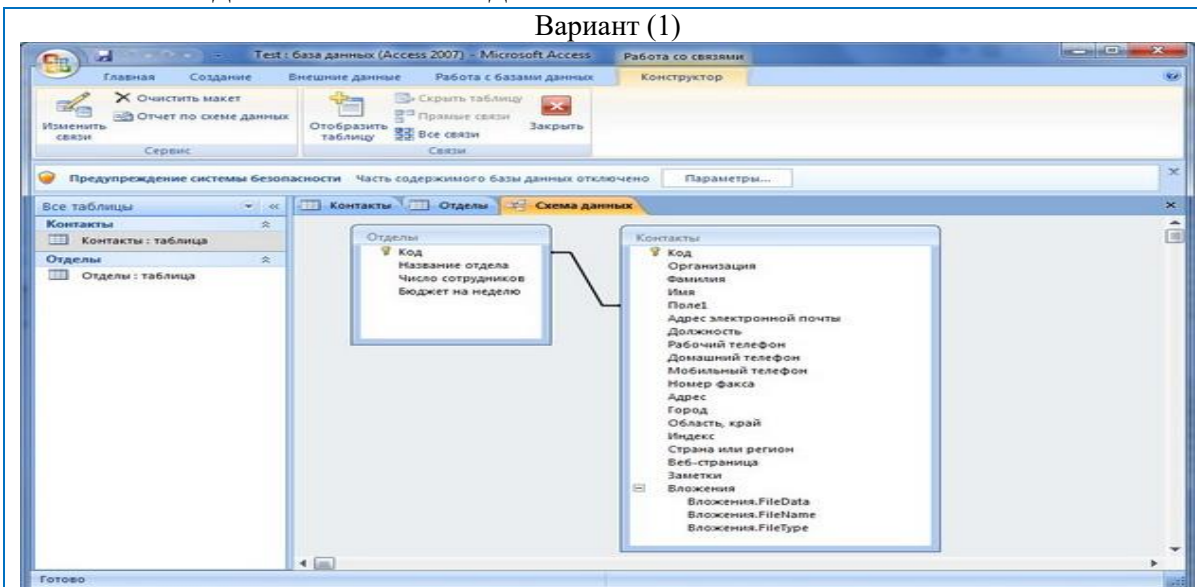 Вариант (1)
Test : база данных (Access 2007) - Microsoft Access
Работа со связями
Главная
Создание
Внешние данные
Работа с базами данных
Конструктор
Изменить связи
Очистить макет
Отчет по схеме данных
Сервис
Отобразить таблицу
Скрыть таблицу
Прямые связи
Все связи
Закрыть
Связи
Предупреждение системы безопасности Часть содержимого базы данных отключено Параметры...
Все таблицы
Контакты
Контакты : таблица
Отделы
Отделы : таблица
Контакты
Отделы
Схема данных
Отделы
Код
Название отдела
Число сотрудников
Бюджет на неделю
Контакты
Код
Организация
Фамилия
Имя
Поле1
Адрес электронной почты
Должность
Рабочий телефон
Домашний телефон
Мобильный телефон
Номер факса
Адрес
Город
Область, край
Индекс
Страна или регион
Веб-страница
Заметки
Вложения
Вложения.FileData
Вложения.FileName
Вложения.FileType
Готово